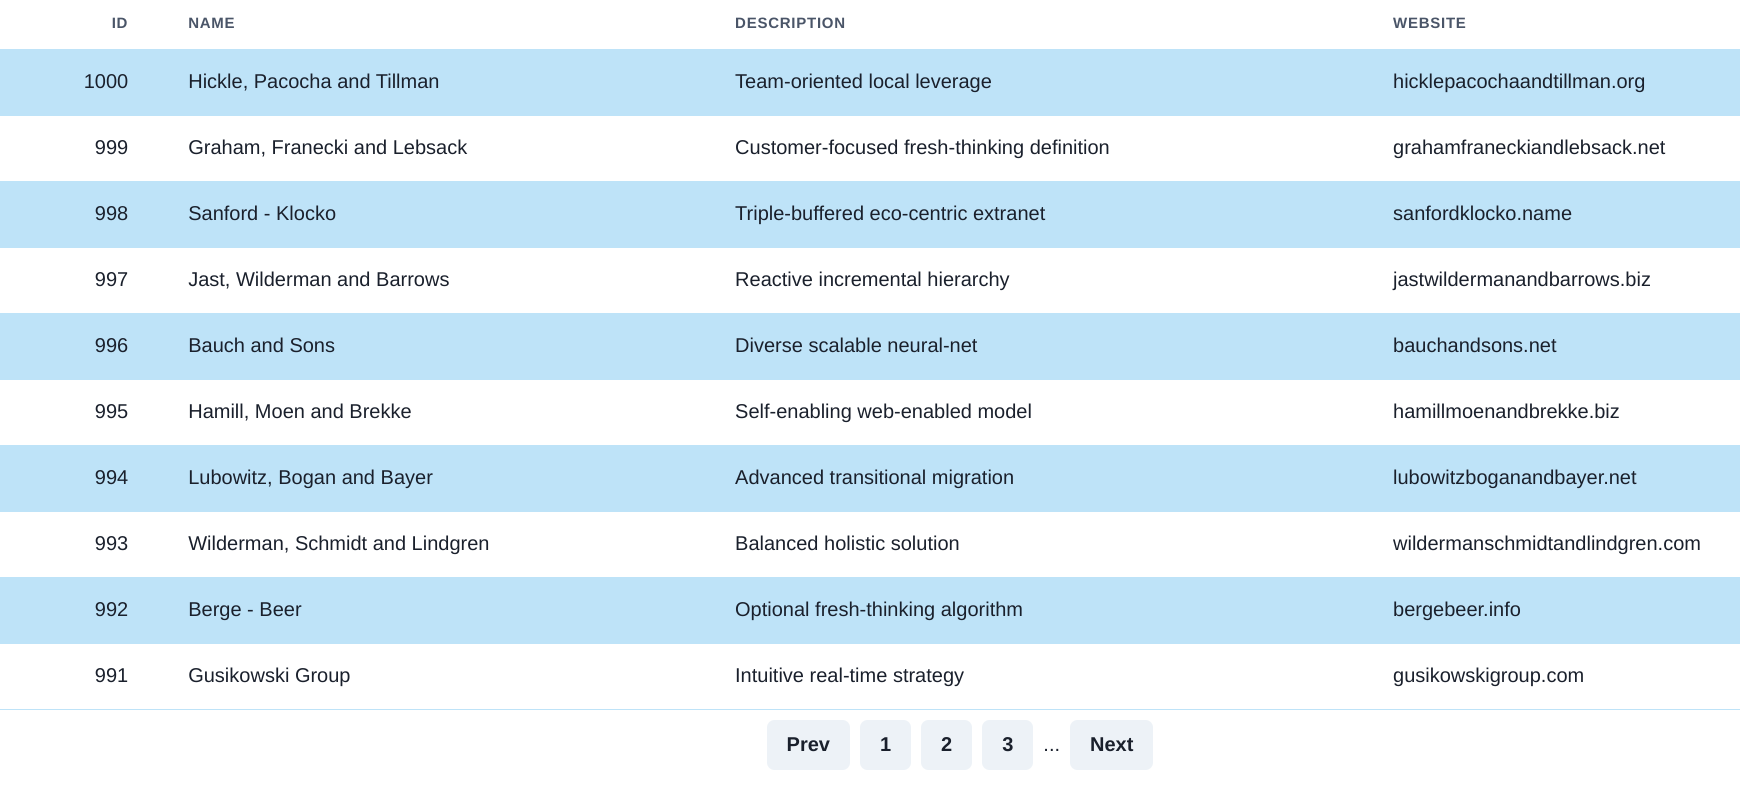 ID NAME DESCRIPTION WEBSITE
1000 Hickle, Pacocha and Tillman Team-oriented local leverage hicklepacochaandtillman.org
999 Graham, Franecki and Lebsack Customer-focused fresh-thinking definition grahamfraneckiandlebsack.net
998 Sanford - Klocko Triple-buffered eco-centric extranet sanfordklocko.name
997 Jast, Wilderman and Barrows Reactive incremental hierarchy jastwildermanandbarrows.biz
996 Bauch and Sons Diverse scalable neural-net bauchandsons.net
995 Hamill, Moen and Brekke Self-enabling web-enabled model hamillmoenandbrekke.biz
994 Lubowitz, Bogan and Bayer Advanced transitional migration lubowitzboganandbayer.net
993 Wilderman, Schmidt and Lindgren Balanced holistic solution wildermanschmidtandlindgren.com
992 Berge - Beer Optional fresh-thinking algorithm bergebeer.info
991 Gusikowski Group Intuitive real-time strategy gusikowskigroup.com
Prev 1 2 3 ... Next